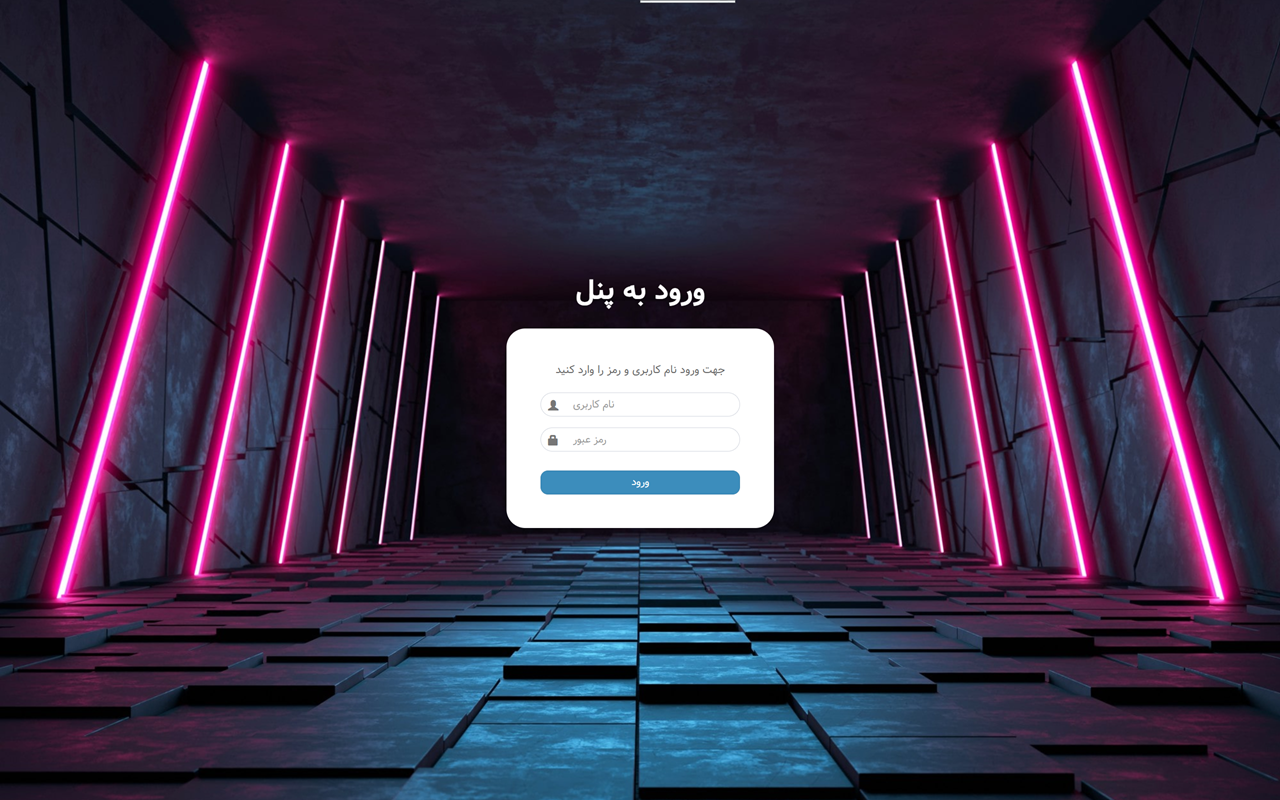 ورود به پنل
جهت ورود نام کاربری و رمز را وارد کنید
نام کاربری
رمز عبور
ورود